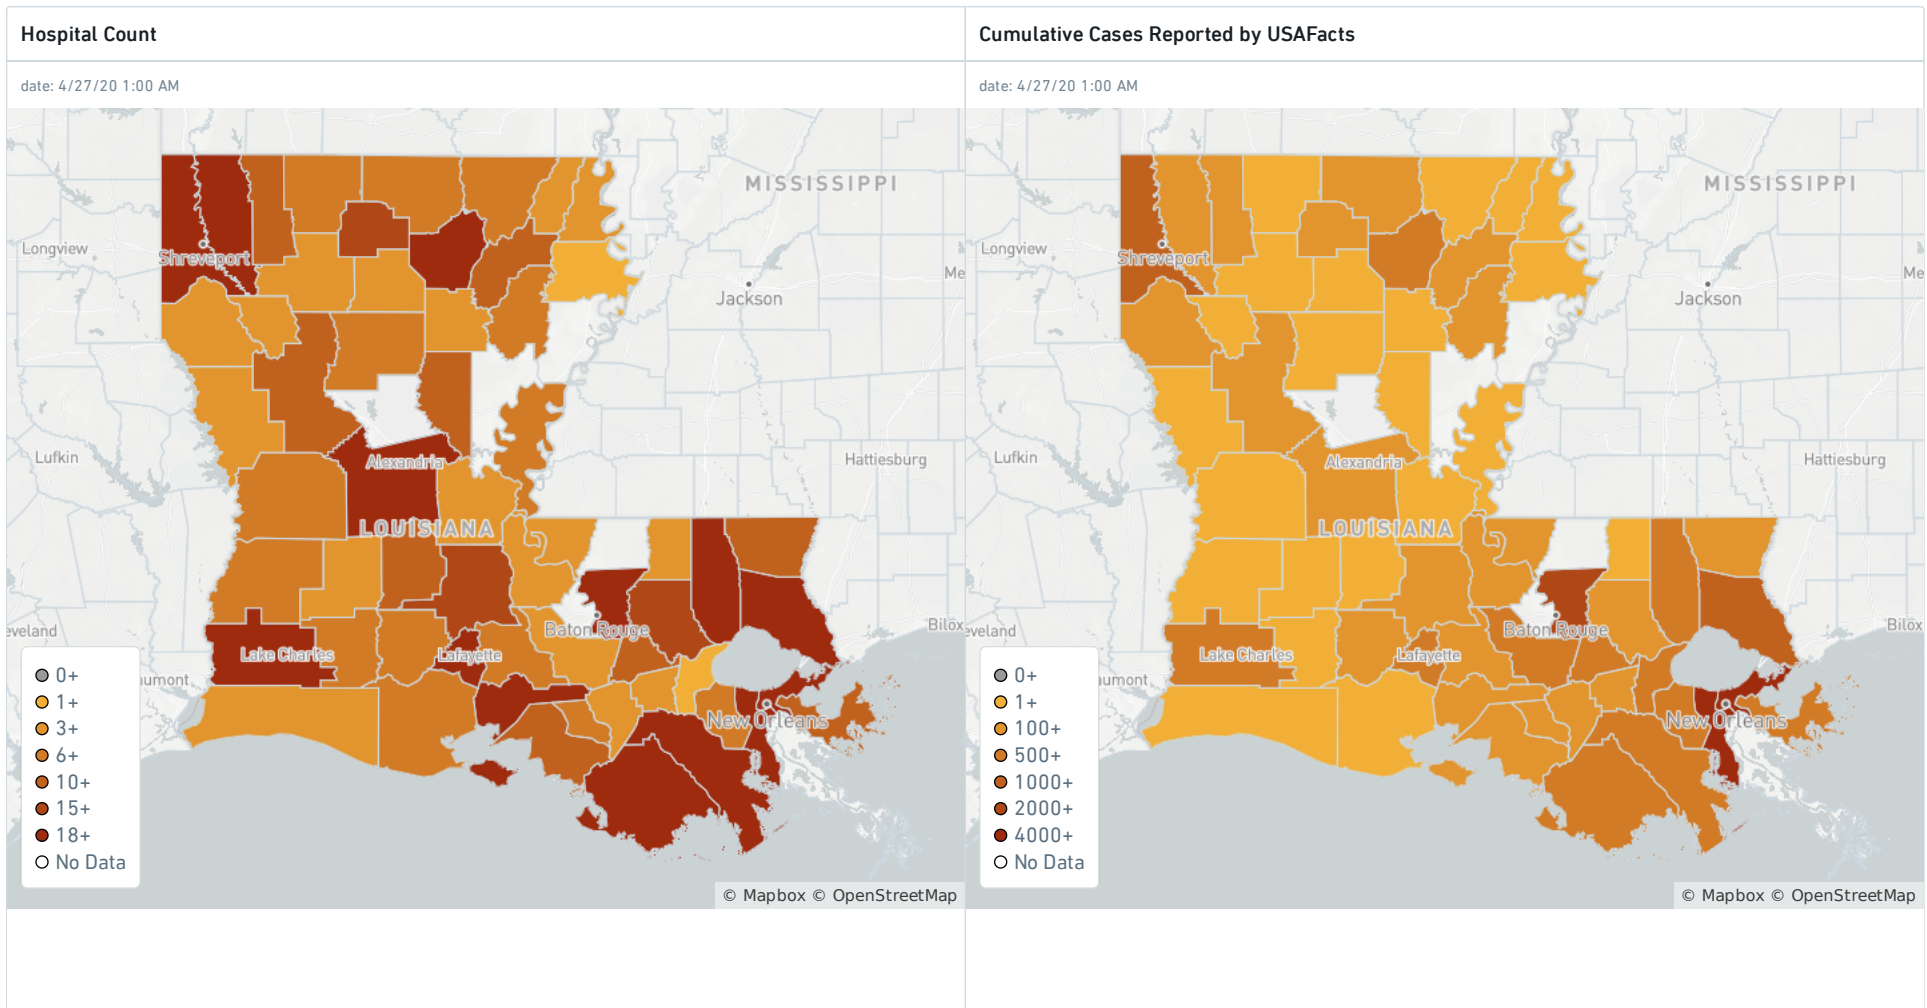 Hospital Count
date: 4/27/20 1:00 AM
MISSISSIPPI
Longview
Shreveport
Me
Jackson
Lufkin
Alexandria
Hattiesburg
LOUISIANA
eveland
Baton Rouge
Bilox
Lake Charles
Lafayette
aumont
New Orleans
0+
1+
3+
6+
10+
15+
18+
No Data
© Mapbox © OpenStreetMap
Cumulative Cases Reported by USAFacts
date: 4/27/20 1:00 AM
MISSISSIPPI
Longview
Shreveport
Me
Jackson
Lufkin
Alexandria
Hattiesburg
LOUISIANA
eveland
Baton Rouge
Bilox
Lake Charles
Lafayette
aumont
New Orleans
0+
1+
100+
500+
1000+
2000+
4000+
No Data
© Mapbox © OpenStreetMap